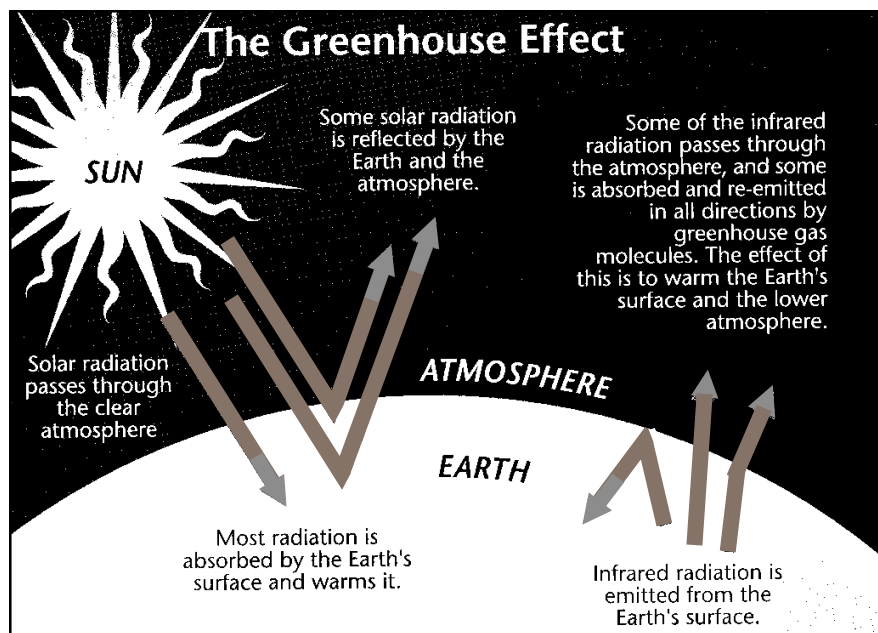 The Greenhouse Effect
SUN
Some solar radiation
is reflected by the
Earth and the
atmosphere.
Some of the infrared
radiation passes through
the atmosphere, and some
is absorbed and re-emitted
in all directions by
greenhouse gas
molecules. The effect of
this is to warm the Earth's
surface and the lower
atmosphere.
Solar radiation
passes through
the clear
atmosphere
ATMOSPHERE
EARTH
Most radiation is
absorbed by the Earth's
surface and warms it.
Infrared radiation is
emitted from the
Earth's surface.